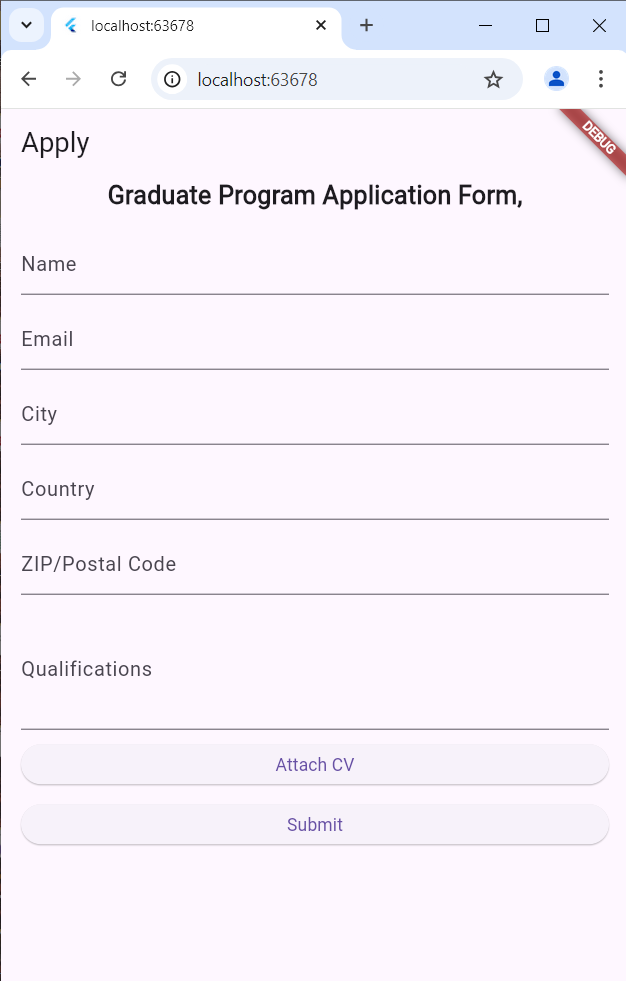 localhost:63678
localhost:63678
Apply
DEBUG
Graduate Program Application Form,
Name
Email
City
Country
ZIP/Postal Code
Qualifications
Attach CV
Submit